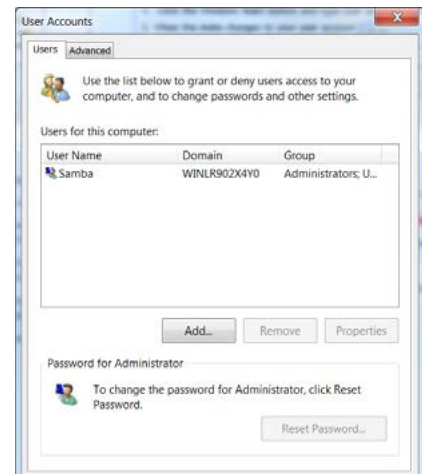 User Accounts
Users Advanced
Use the list below to grant or deny users access to your
computer, and to change passwords and other settings.
Users for this computer:
User Name Domain Group
Samba WINLR902X4Y0 Administrators; U...
Add... Remove Properties
Password for Administrator
To change the password for Administrator, click Reset
Password.
Reset Password...